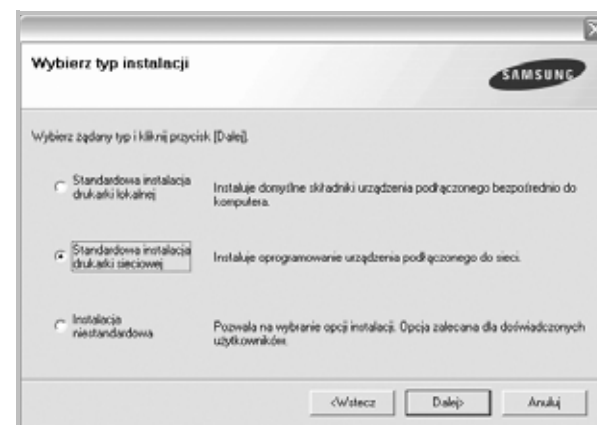 Wybierz typ instalacji
SAMSUNG
Wybierz żądany typ i kliknij przycisk [Dalej].
Standardowa instalacja
drukarki lokalnej
Instaluje domyślne składniki urządzenia podłączonego bezpośrednio do
komputera.
Standardowa instalacja
drukarki sieciowej
Instaluje oprogramowanie urządzenia podłączonego do sieci.
Instalacja
niestandardowa
Pozwala na wybranie opcji instalacji. Opcja zalecana dla doświadczonych
użytkowników.
<Wstecz
Dalej>
Anuluj